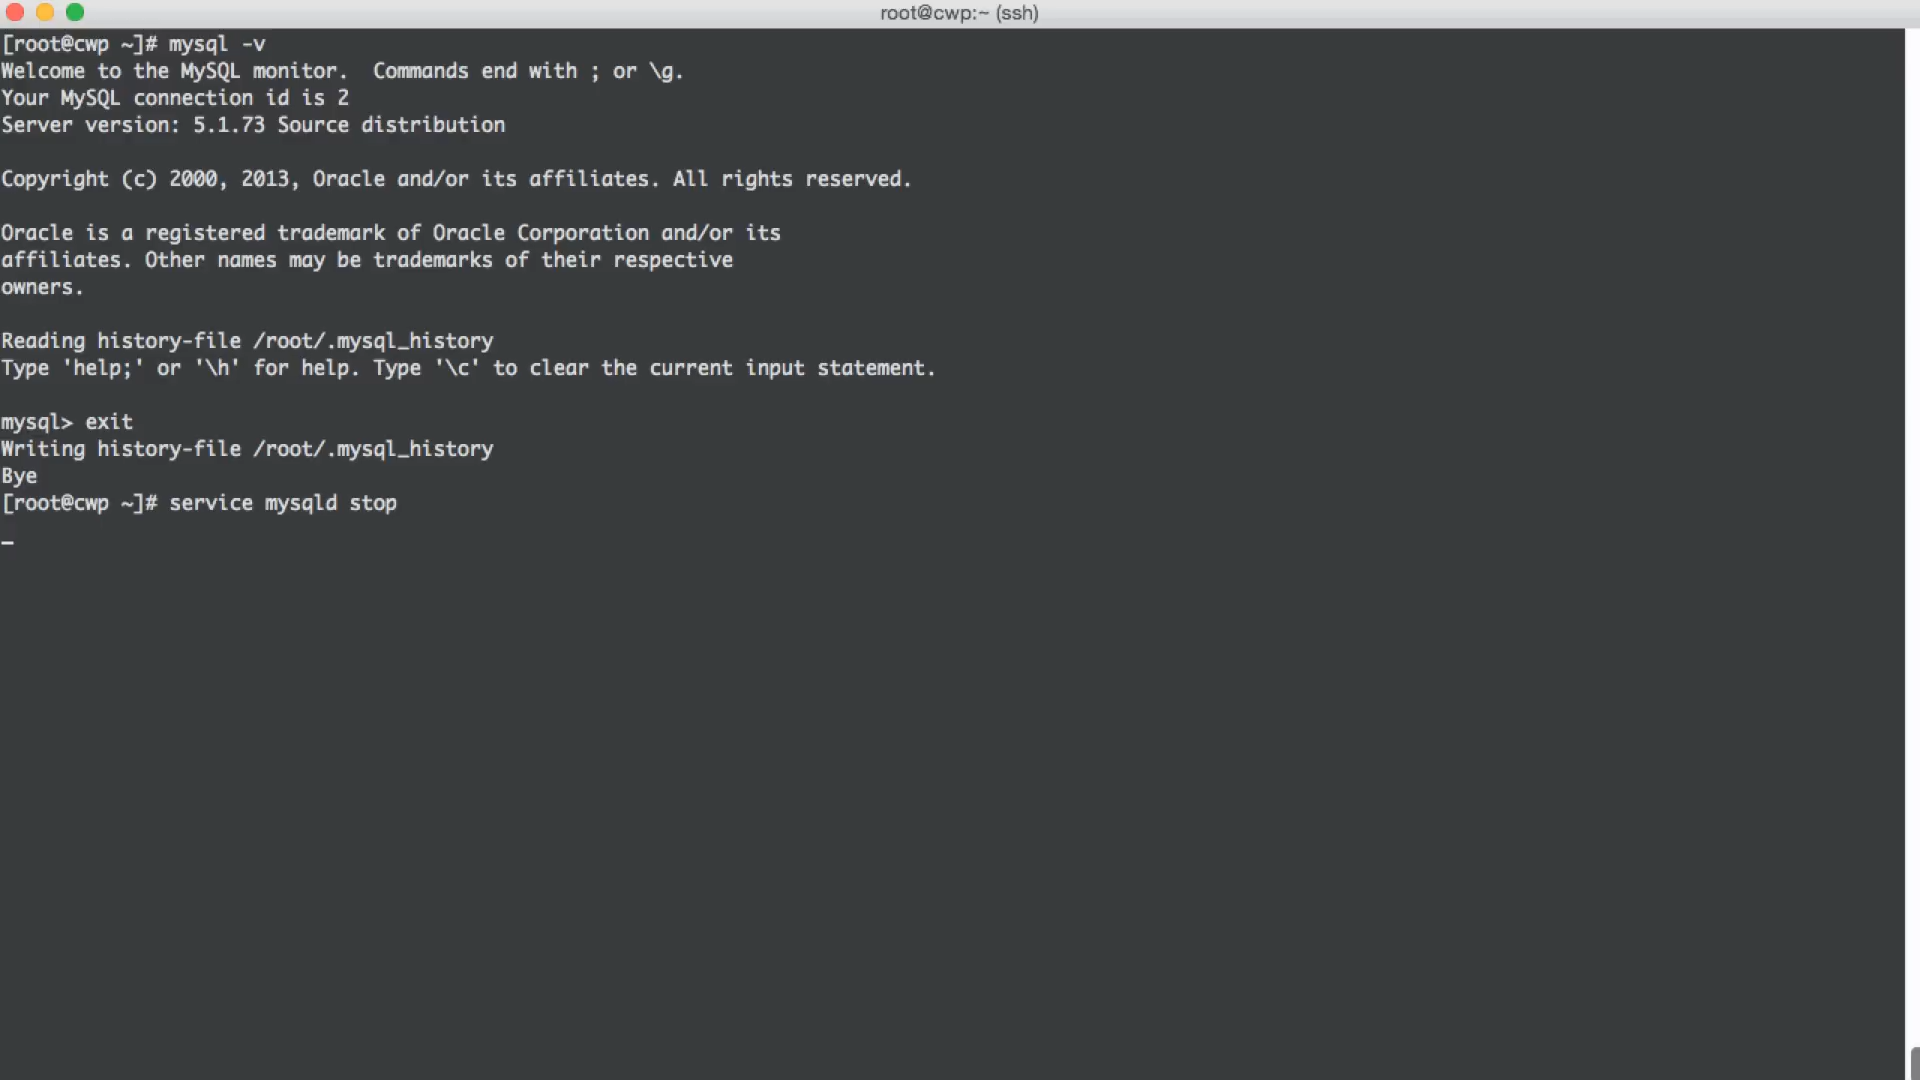 root@cwp:~ (ssh)
[root@cwp ~]# mysql -v
Welcome to the MySQL monitor.  Commands end with ; or \g.
Your MySQL connection id is 2
Server version: 5.1.73 Source distribution
Copyright (c) 2000, 2013, Oracle and/or its affiliates. All rights reserved.
Oracle is a registered trademark of Oracle Corporation and/or its
affiliates. Other names may be trademarks of their respective
owners.
Reading history-file /root/.mysql_history
Type 'help;' or '\h' for help. Type '\c' to clear the current input statement.
mysql> exit
Writing history-file /root/.mysql_history
Bye
[root@cwp ~]# service mysqld stop